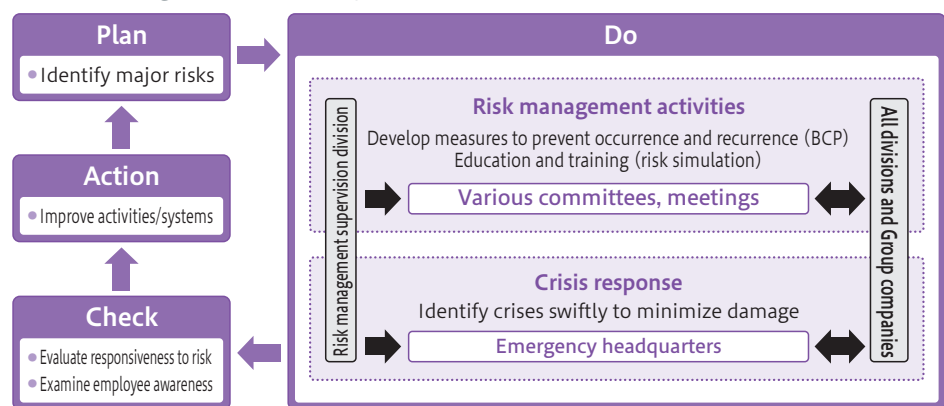 Plan
• Identify major risks
Action
• Improve activities/systems
Check
• Evaluate responsiveness to risk
• Examine employee awareness
Do
Risk management supervision division
Risk management activities
Develop measures to prevent occurrence and recurrence (BCP)
Education and training (risk simulation)
Various committees, meetings
Crisis response
Identify crises swiftly to minimize damage
Emergency headquarters
All divisions and Group companies